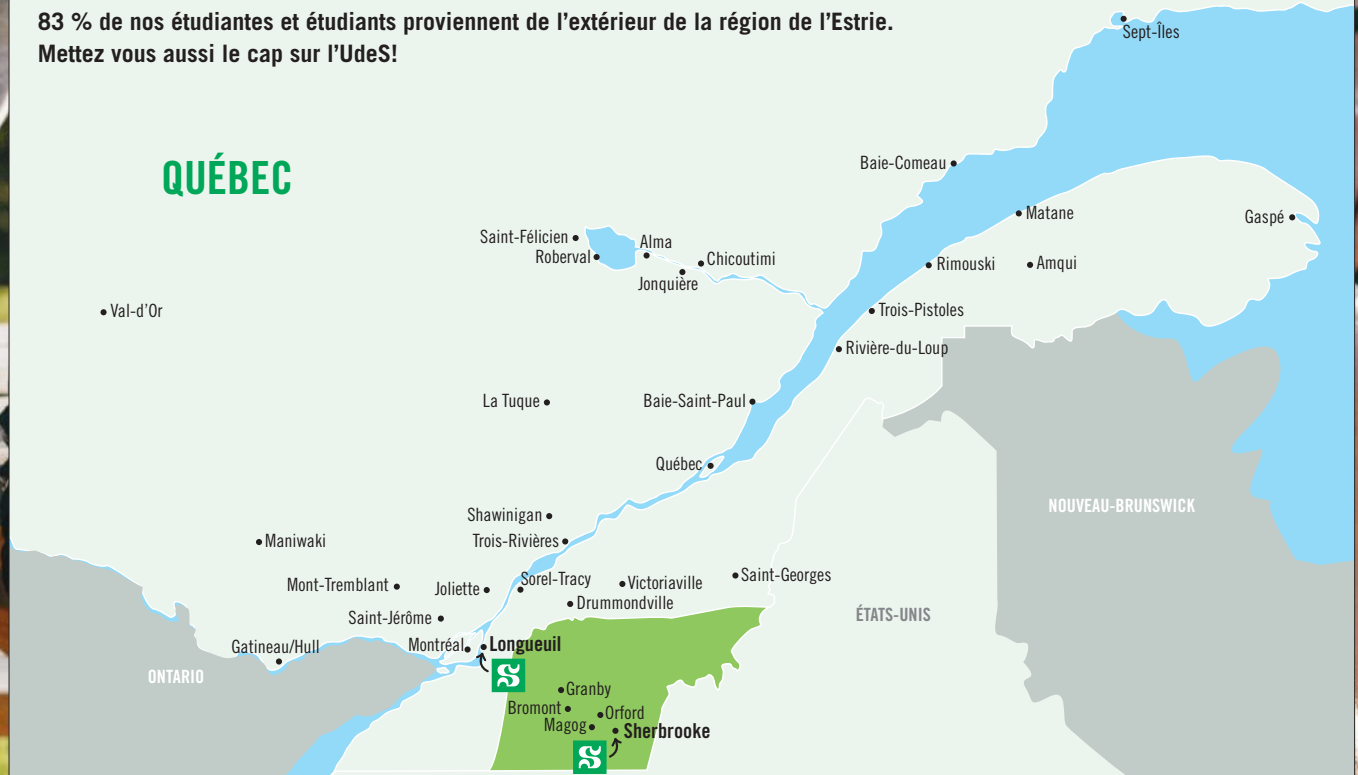 83 % de nos étudiantes et étudiants proviennent de l'extérieur de la région de l'Estrie.
Mettez vous aussi le cap sur l'UdeS!
Sept-Îles
QUÉBEC
Baie-Comeau
Matane
Gaspé
Saint-Félicien
Alma
Roberval
Chicoutimi
Rimouski
Amqui
Jonquière
Val-d'Or
Trois-Pistoles
Rivière-du-Loup
La Tuque
Baie-Saint-Paul
Québec
NOUVEAU-BRUNSWICK
Shawinigan
Maniwaki
Trois-Rivières
Mont-Tremblant
Joliette
Sorel-Tracy
Victoriaville
Saint-Georges
Drummondville
Saint-Jérôme
ÉTATS-UNIS
Gatineau/Hull
Montréal
Longueuil
ONTARIO
Granby
Bromont
Orford
Magog
Sherbrooke